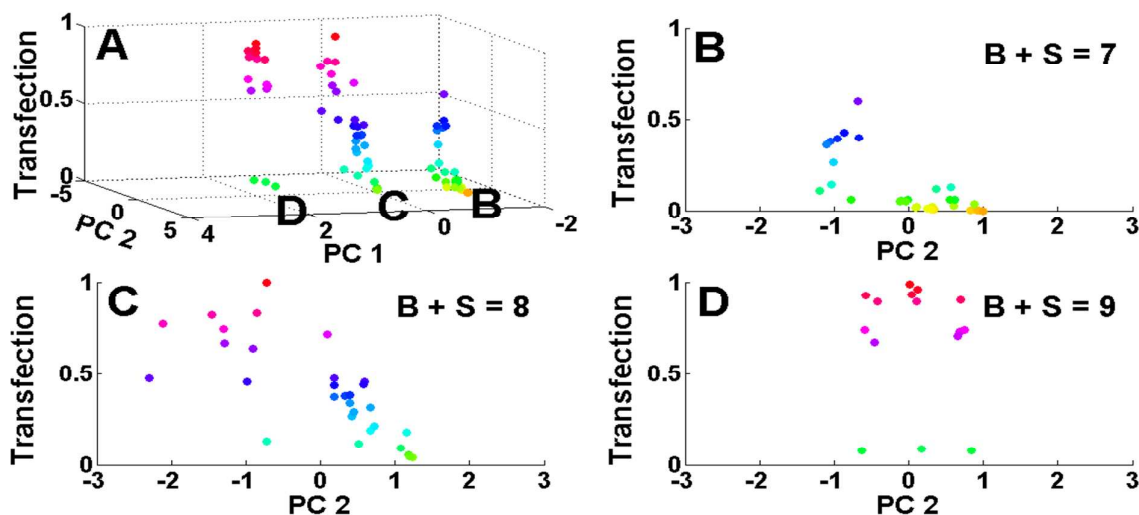 A
Transfection
1
0.5
0
-5
0
5
PC 2
4
2
0
-2
PC 1
D
C
B
B
B + S = 7
Transfection
1
0.5
0
-3
-2
-1
0
1
2
3
PC 2
C
B + S = 8
Transfection
1
0.5
0
-3
-2
-1
0
1
2
3
PC 2
D
B + S = 9
Transfection
1
0.5
0
-3
-2
-1
0
1
2
3
PC 2